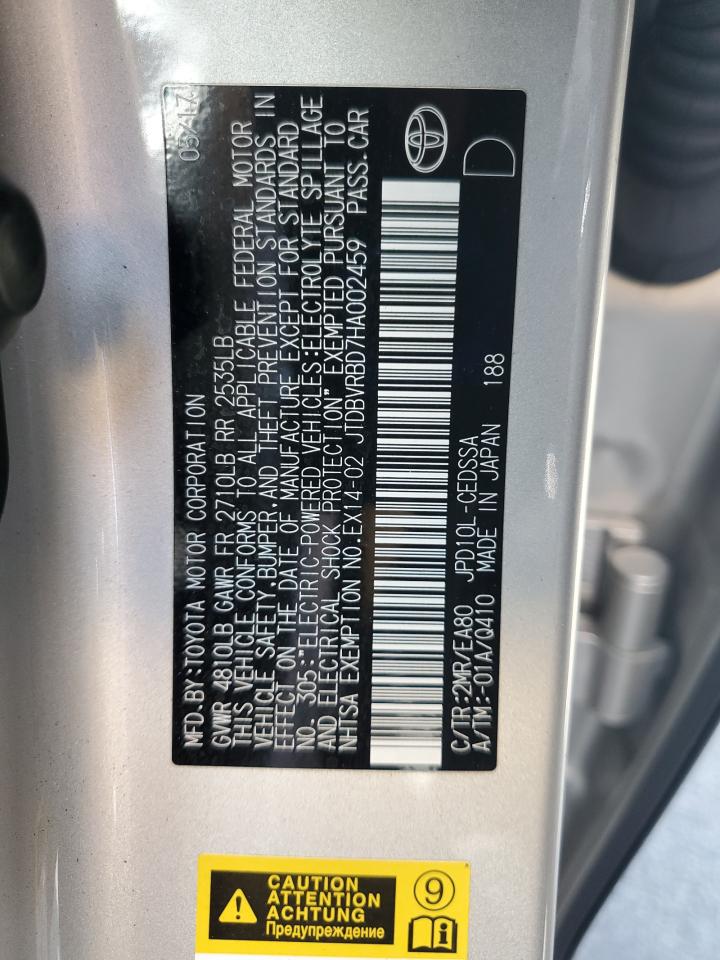 MFD.BY:TOYOTA MOTOR CORPORATION 03/17
GVWR 4810LB GAWR FR 2710LB RR 2535LB
THIS VEHICLE CONFORMS TO ALL APPLICABLE FEDERAL MOTOR
VEHICLE SAFETY,BUMPER,AND THEFT PREVENTION STANDARDS IN
EFFECT ON THE DATE OF MANUFACTURE EXCEPT FOR STANDARD
NO. 305:"ELECTRIC-POWERED VEHICLES:ELECTROLYTE SPILLAGE
AND ELECTRICAL SHOCK PROTECTION" EXEMPTED PURSUANT TO
NHTSA EXEMPTION NO.EX14-02 JTDBVRBD7HA002459 PASS.CAR
C/TR:2MR/EA80 JPD10L-CEDSSA
A/TM:-01A/Q410 MADE IN JAPAN 188
D
CAUTION
ATTENTION
ACHTUNG
Предупреждение
9
i